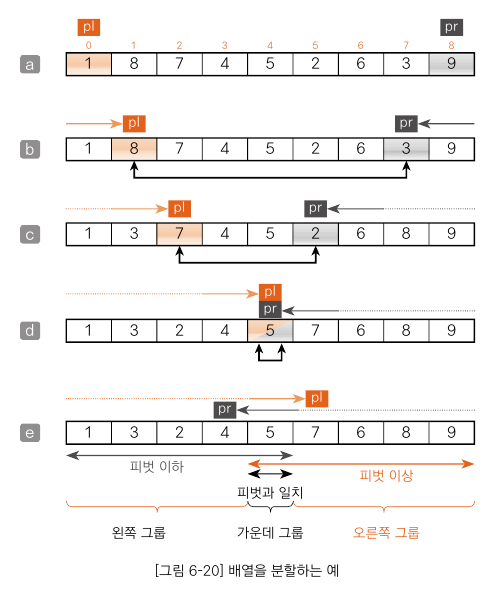 pl pr
0 1 2 3 4 5 6 7 8
a 1 8 7 4 5 2 6 3 9
pl pr
b 1 8 7 4 5 2 6 3 9
pl pr
c 1 3 7 4 5 2 6 8 9
pl
pr
d 1 3 2 4 5 7 6 8 9
pl
pr
e 1 3 2 4 5 7 6 8 9
피벗 이하
피벗 이상
피벗과 일치
왼쪽 그룹 가운데 그룹 오른쪽 그룹
[그림 6-20] 배열을 분할하는 예